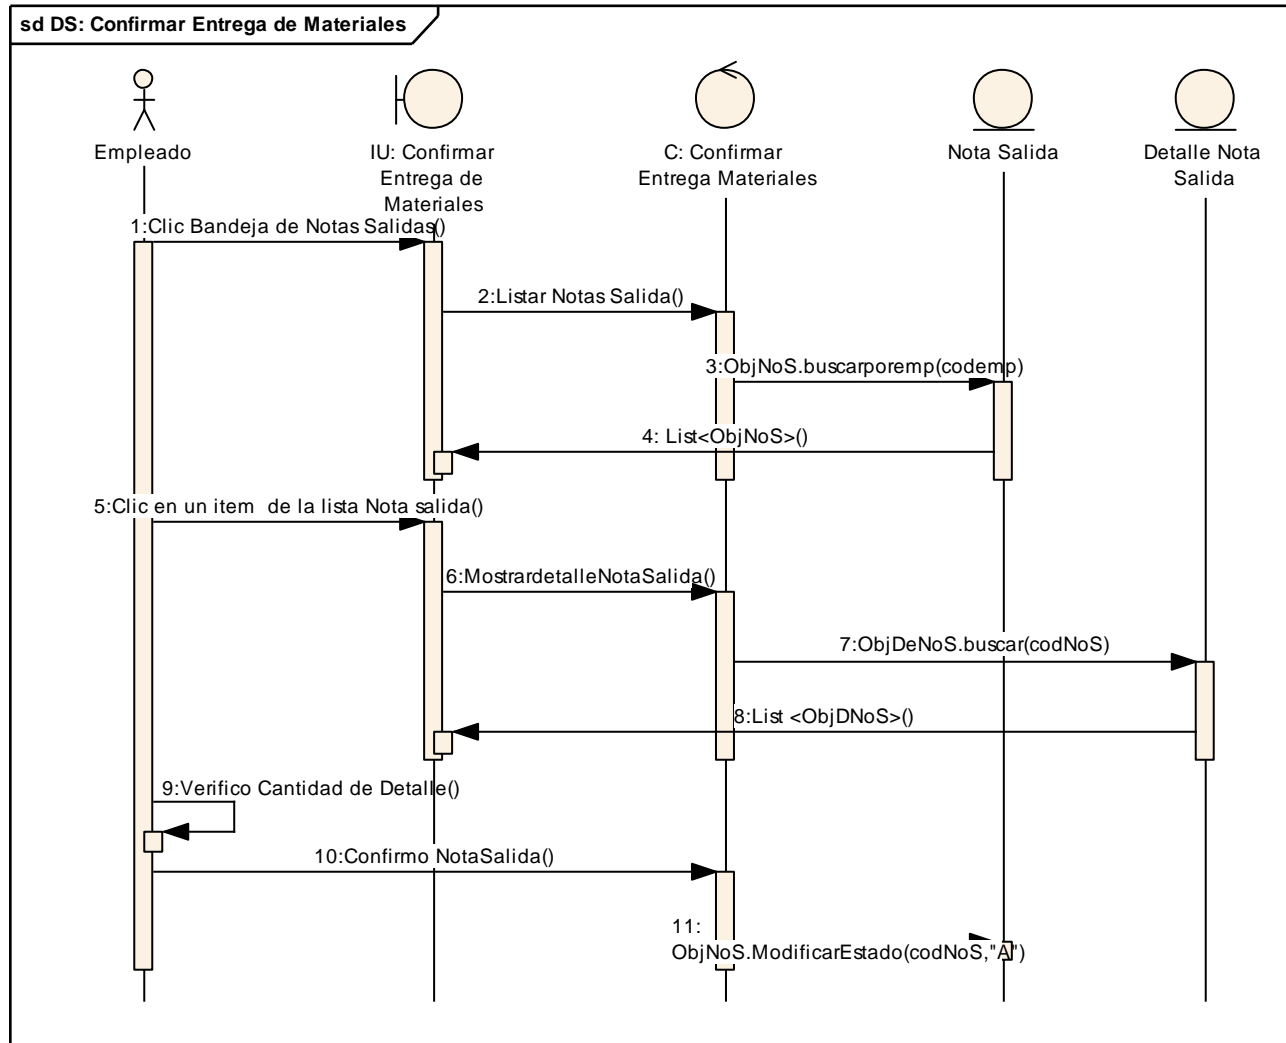 sd DS: Confirmar Entrega de Materiales
Empleado
IU: Confirmar
Entrega de
Materiales
C: Confirmar
Entrega Materiales
Nota Salida
Detalle Nota
Salida
1:Clic Bandeja de Notas Salidas()
2:Listar Notas Salida()
3:ObjNoS.buscarporemp(codemp)
4: List<ObjNoS>()
5:Clic en un item  de la lista Nota salida()
6:MostrardetalleNotaSalida()
7:ObjDeNoS.buscar(codNoS)
8:List <ObjDNoS>()
9:Verifico Cantidad de Detalle()
10:Confirmo NotaSalida()
11:
ObjNoS.ModificarEstado(codNoS,"A")